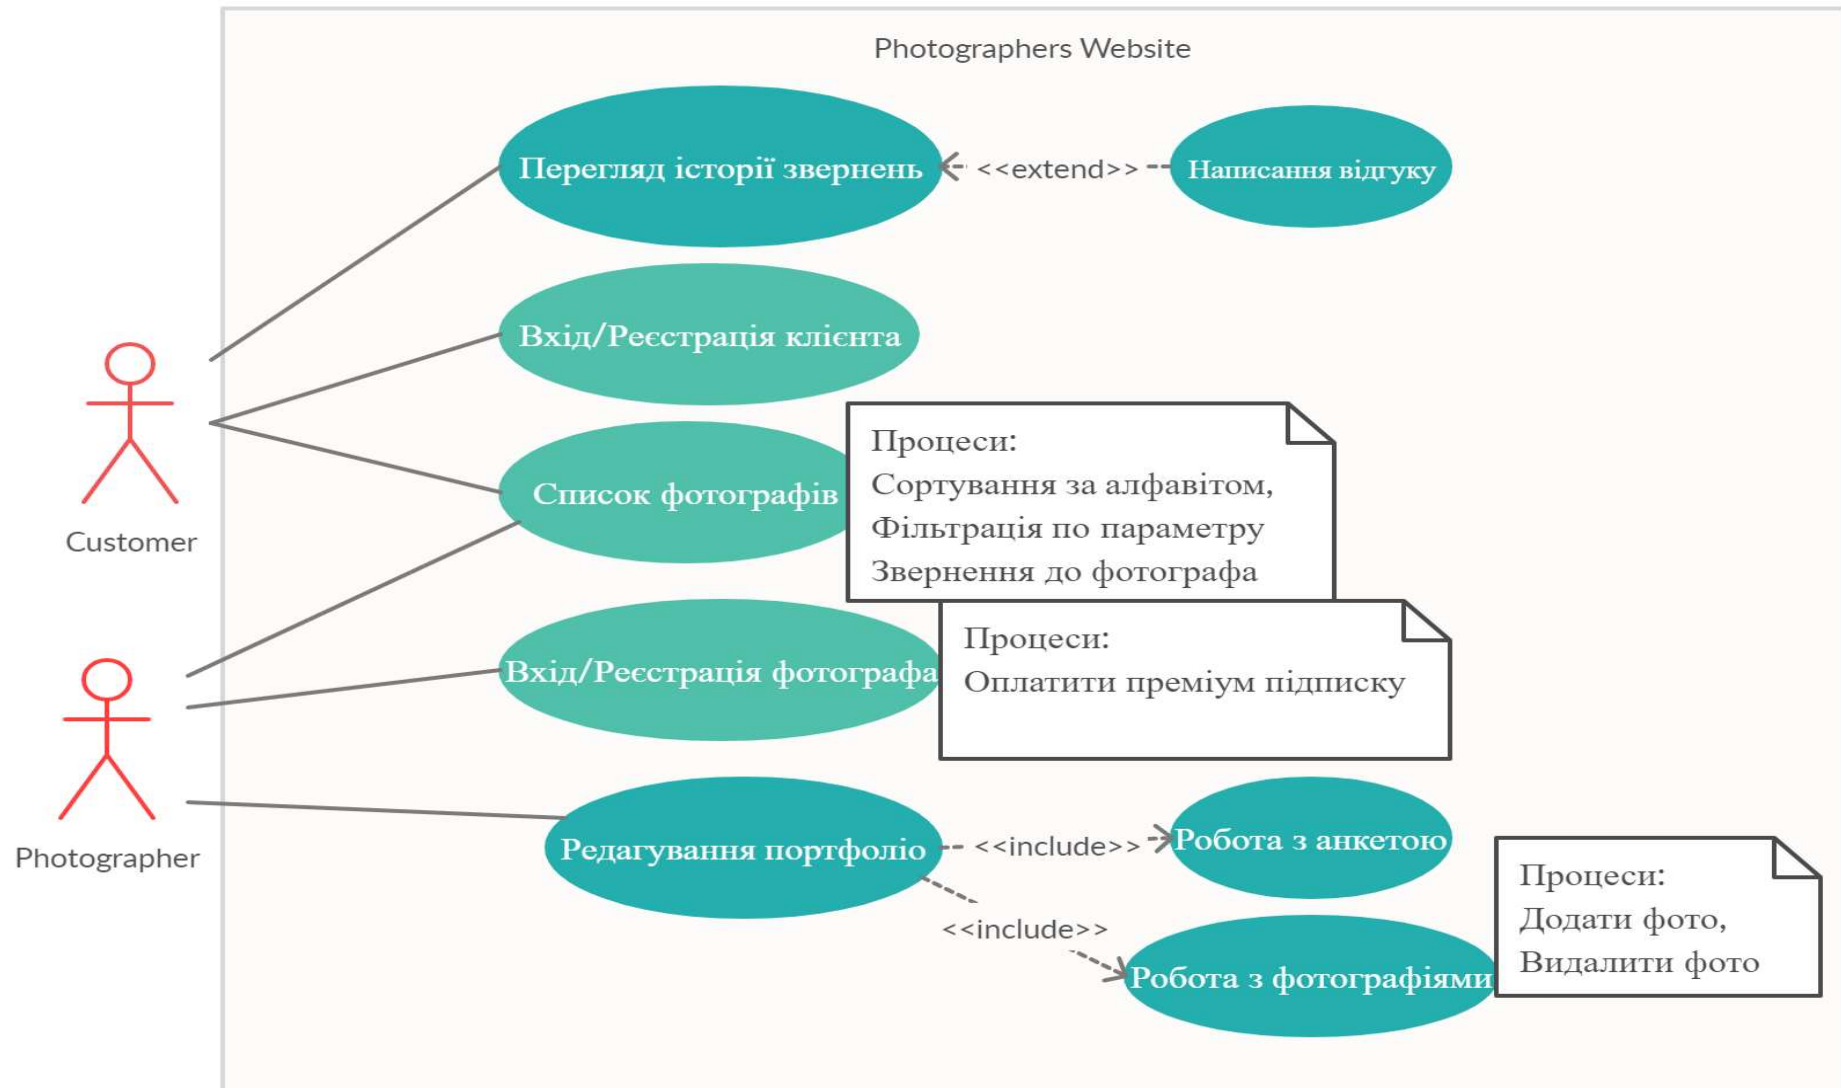 Photographers Website
Перегляд історії звернень
<<extend>>
Написання відгуку
Вхід/Реєстрація клієнта
Customer
Список фотографів
Процеси:
Сортування за алфавітом,
Фільтрація по параметру
Звернення до фотографа
Вхід/Реєстрація фотографа
Процеси:
Оплатити преміум підписку
Photographer
Редагування портфоліо
<<include>>
Робота з анкетою
<<include>>
Робота з фотографіями
Процеси:
Додати фото,
Видалити фото